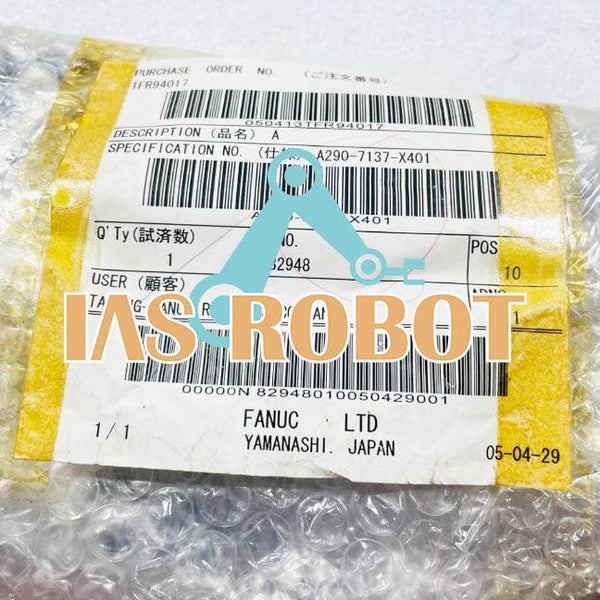 PURCHASE ORDER NO. (ご注文番号)
TFR94017
050413TFR94017
DESCRIPTION (品名) A
SPECIFICATION NO. (仕様) A290-7137-X401
X401
Q'Ty(試済数) NO. POS
1 82948 10
USER (顧客)
1
IAS ROBOT
00000N 82948010050429001
FANUC LTD
YAMANASHI. JAPAN
1/1 05-04-29